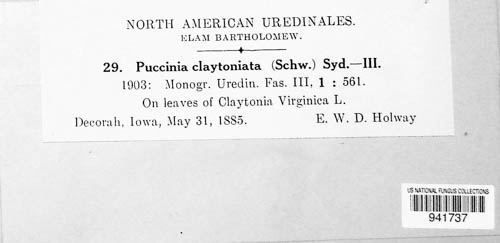 NORTH AMERICAN UREDINALES.
ELAM BARTHOLOMEW.
29. Puccinia claytoniata (Schw.) Syd.—III.
1903: Monogr. Uredin. Fas. III, 1 : 561.
On leaves of Claytonia Virginica L.
Decorah, Iowa, May 31, 1885. E. W. D. Holway
US NATIONAL FUNGUS COLLECTIONS
941737